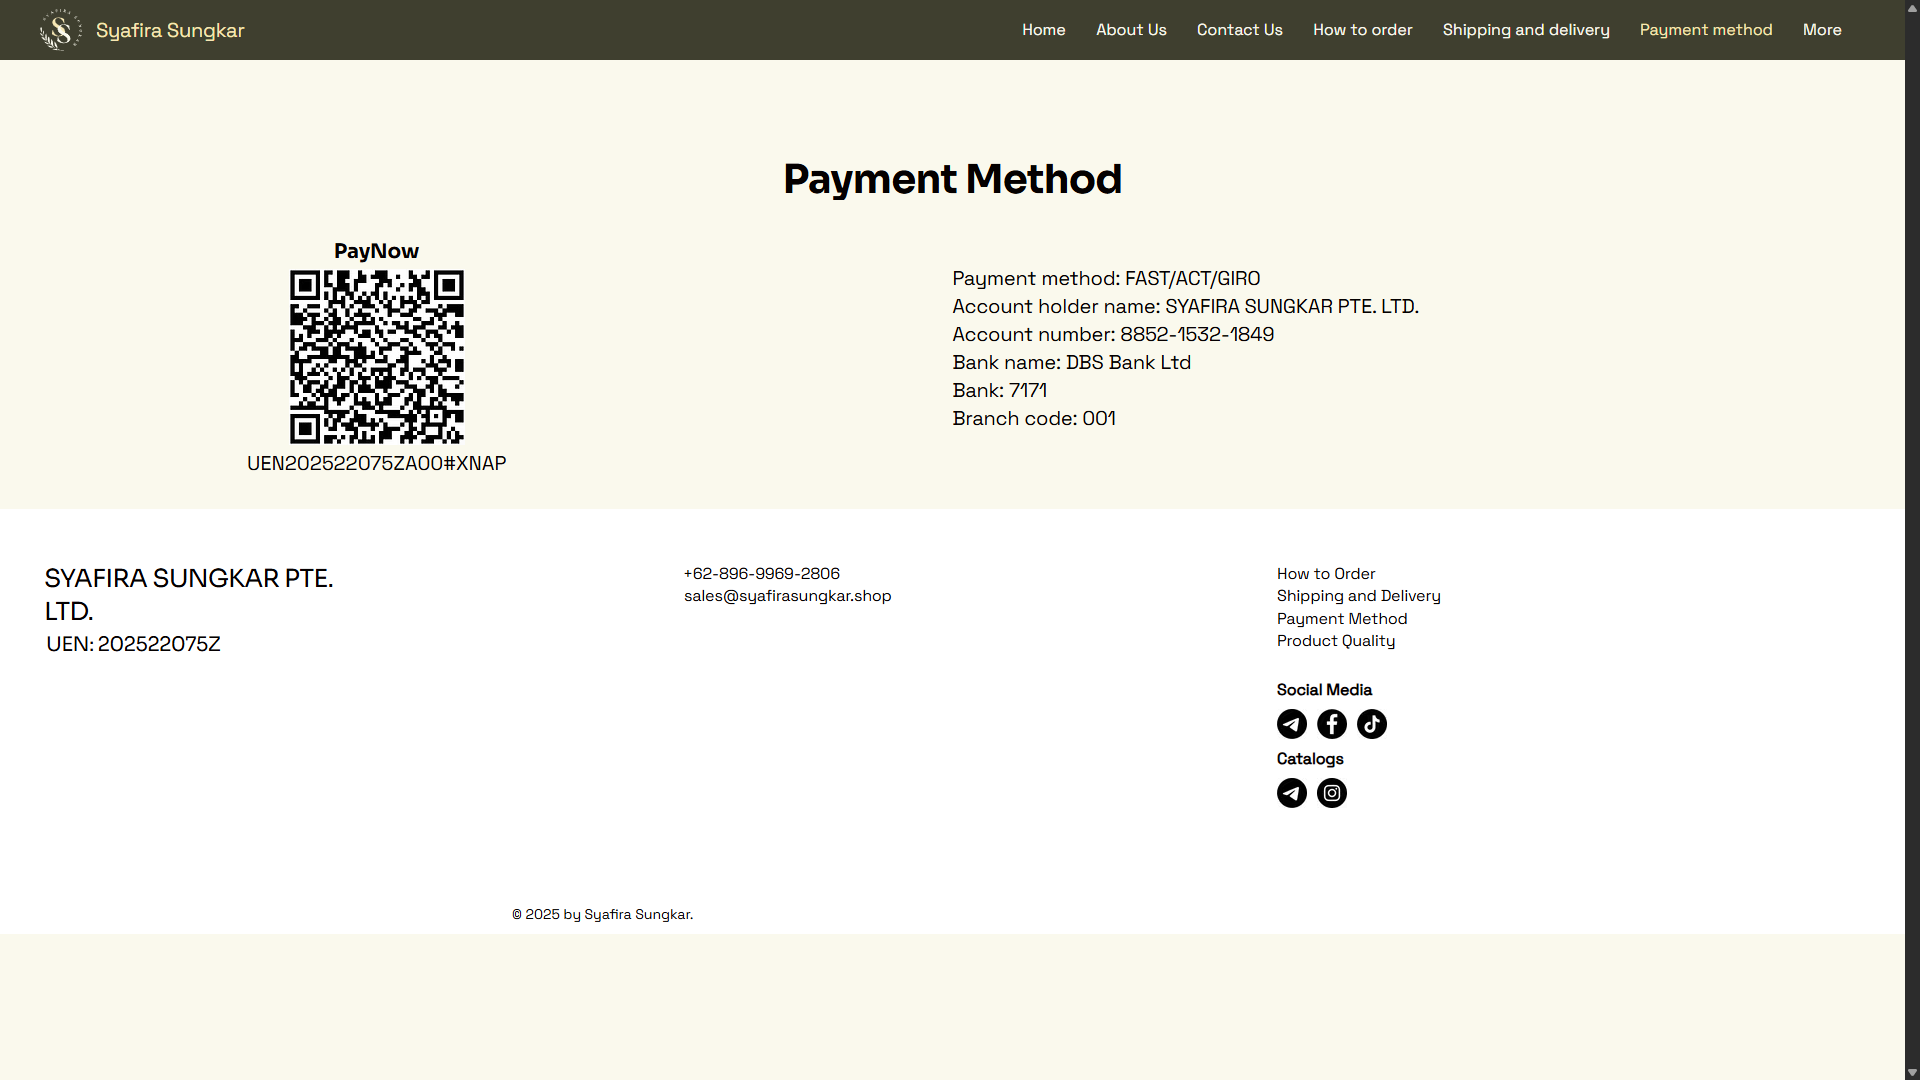 Syafira Sungkar
Home About Us Contact Us How to order Shipping and delivery Payment method More
Payment Method
PayNow
UEN202522075ZA00#XNAP
Payment method: FAST/ACT/GIRO
Account holder name: SYAFIRA SUNGKAR PTE. LTD.
Account number: 8852-1532-1849
Bank name: DBS Bank Ltd
Bank: 7171
Branch code: 001
SYAFIRA SUNGKAR PTE.
LTD.
UEN: 202522075Z
+62-896-9969-2806
sales@syafirasungkar.shop
How to Order
Shipping and Delivery
Payment Method
Product Quality
Social Media
Catalogs
© 2025 by Syafira Sungkar.